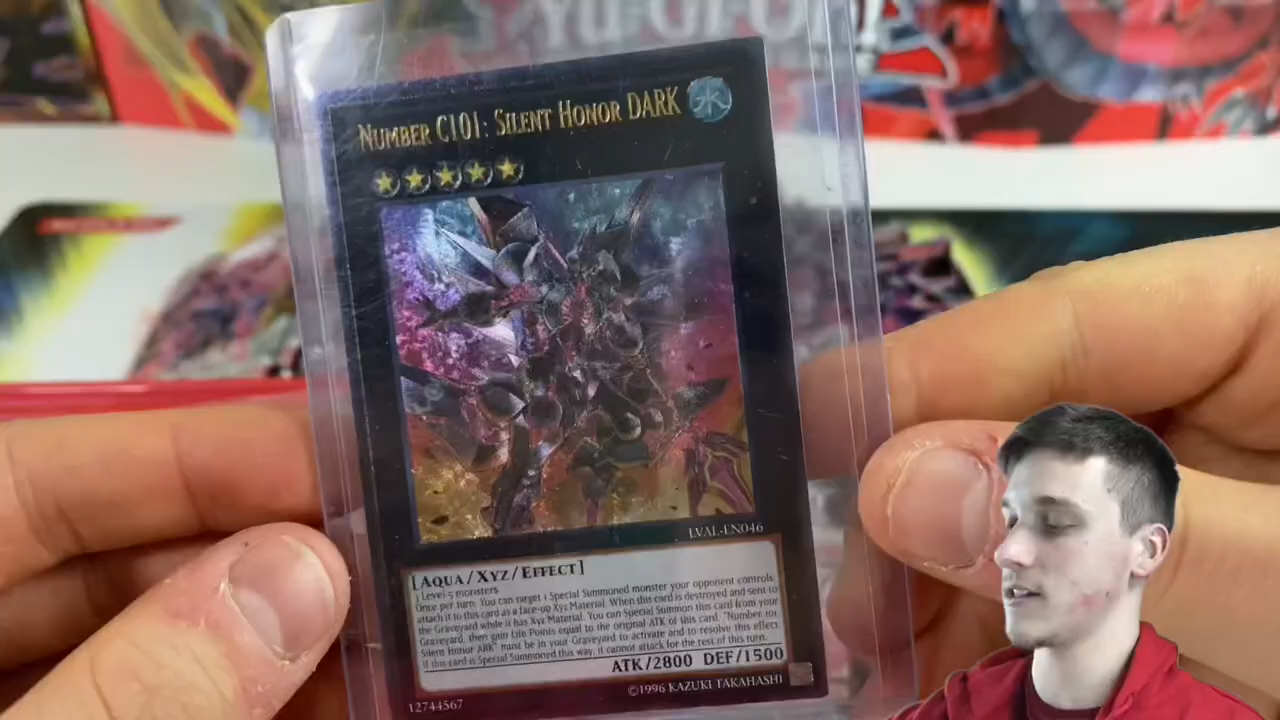 YU-GI-O
NUMBER C101: SILENT HONOR DARK
水
LVAL-EN046
[AQUA/XYZ/EFFECT]
3 Level 5 monsters
Once per turn: You can target 1 Special Summoned monster your opponent controls;
attach it to this card as a face-up Xyz Material. When this card is destroyed and sent to
the Graveyard while it has Xyz Material: You can Special Summon this card from your
Graveyard, then gain Life Points equal to the original ATK of this card. "Number 101:
Silent Honor ARK" must be in your Graveyard to activate and to resolve this effect.
If this card is Special Summoned this way, it cannot attack for the rest of this turn.
ATK/2800 DEF/1500
12744567
©1996 KAZUKI TAKAHASHI